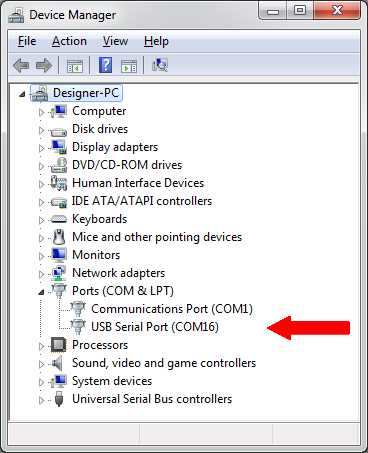 Device Manager
File Action View Help
Designer-PC
Computer
Disk drives
Display adapters
DVD/CD-ROM drives
Human Interface Devices
IDE ATA/ATAPI controllers
Keyboards
Mice and other pointing devices
Monitors
Network adapters
Ports (COM & LPT)
Communications Port (COM1)
USB Serial Port (COM16)
Processors
Sound, video and game controllers
System devices
Universal Serial Bus controllers